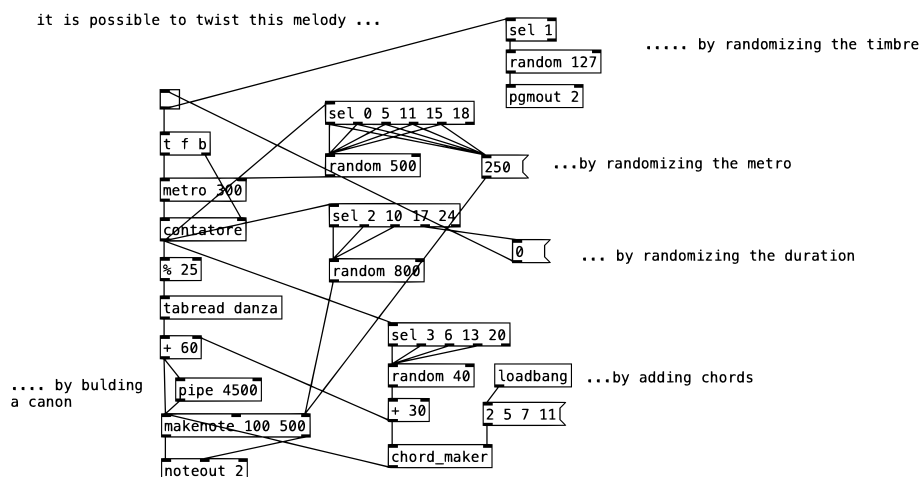 it is possible to twist this melody ...
sel 1
..... by randomizing the timbre
random 127
pgmout 2
sel 0 5 11 15 18
t f b
random 500
250
...by randomizing the metro
metro 300
sel 2 10 17 24
contatore
0
... by randomizing the duration
% 25
random 800
tabread danza
sel 3 6 13 20
+ 60
random 40
loadbang
...by adding chords
.... by bulding
a canon
pipe 4500
+ 30
2 5 7 11
makenote 100 500
chord_maker
noteout 2